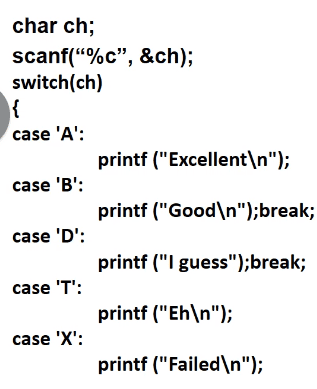 char ch;
scanf(““%c”, &ch);
switch(ch)
{
case 'A':
printf ("Excellent\n");
case 'B':
printf ("Good\n");break;
case 'D':
printf ("I guess");break;
case 'T':
printf ("Eh\n");
case 'X':
printf ("Failed\n");